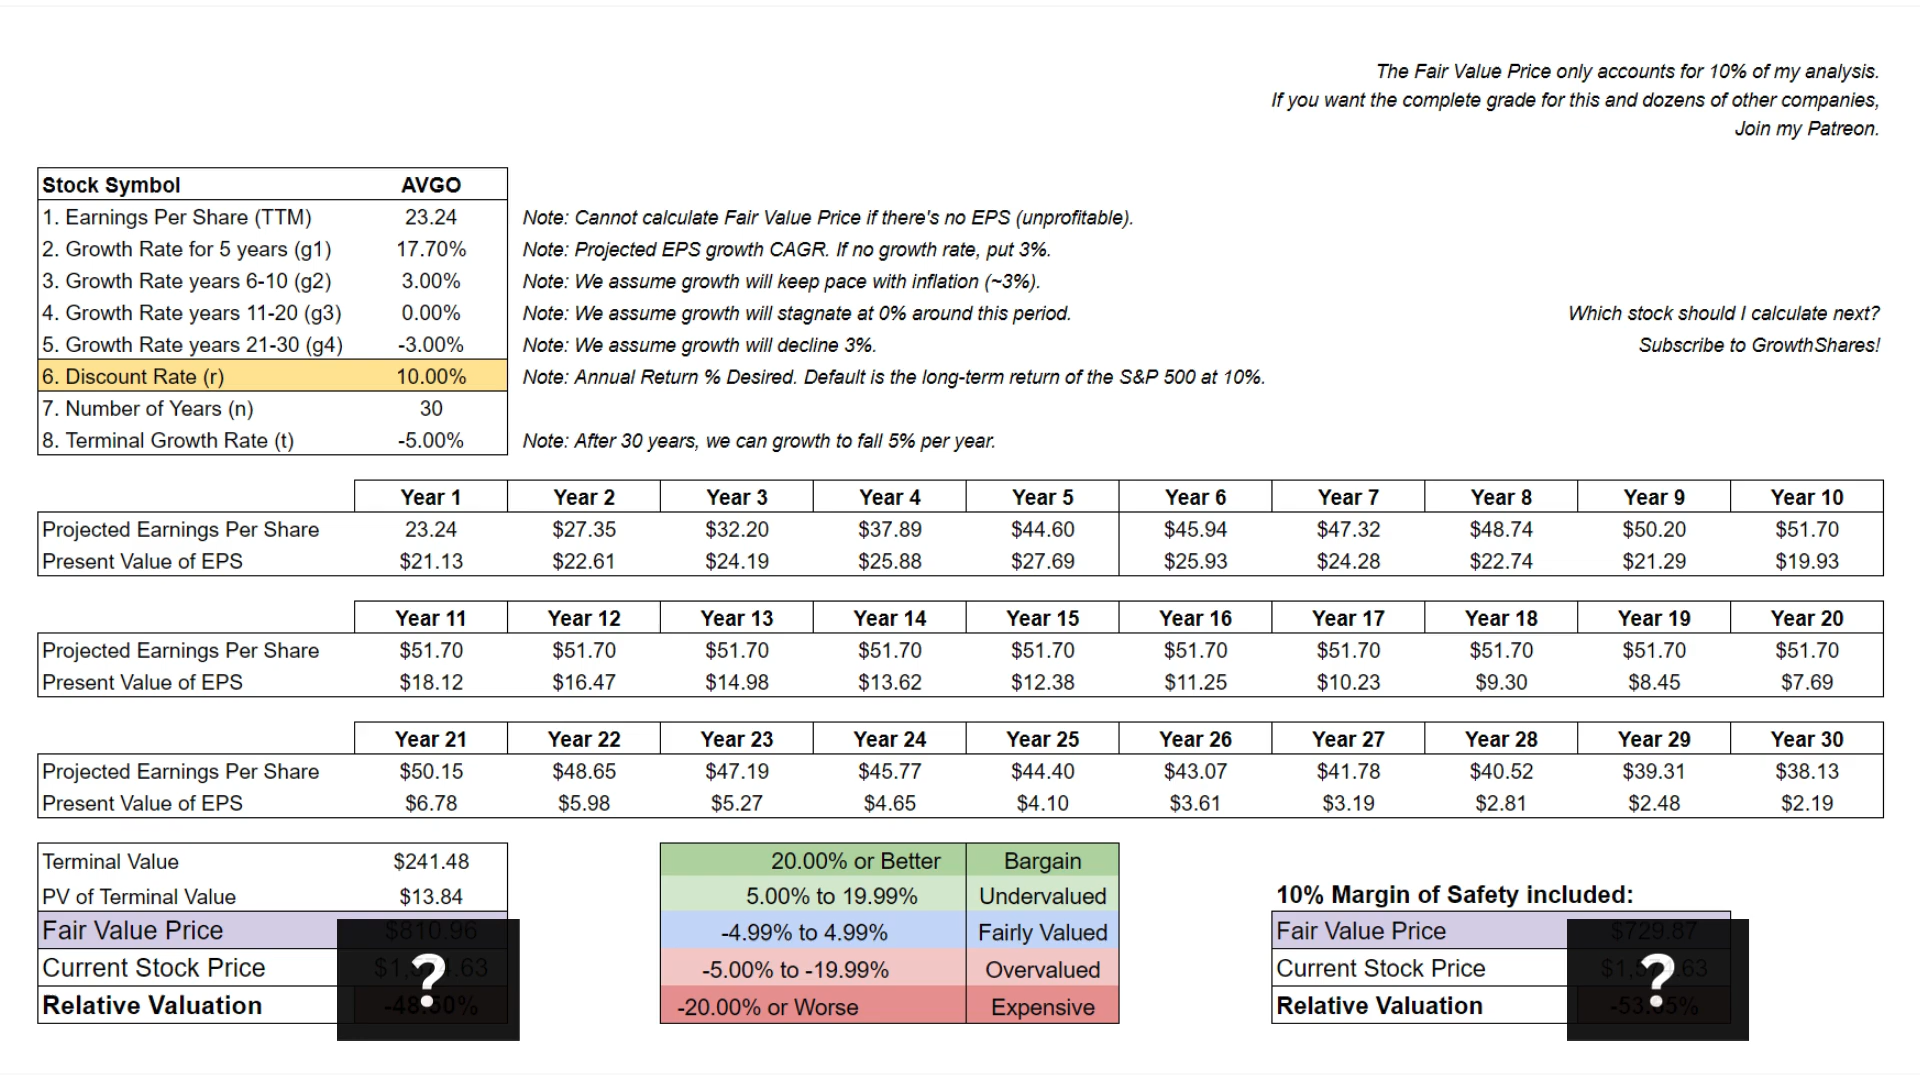 The Fair Value Price only accounts for 10% of my analysis.
If you want the complete grade for this and dozens of other companies,
Join my Patreon.
Stock Symbol AVGO
1. Earnings Per Share (TTM) 23.24 Note: Cannot calculate Fair Value Price if there's no EPS (unprofitable).
2. Growth Rate for 5 years (g1) 17.70% Note: Projected EPS growth CAGR. If no growth rate, put 3%.
3. Growth Rate years 6-10 (g2) 3.00% Note: We assume growth will keep pace with inflation (~3%).
4. Growth Rate years 11-20 (g3) 0.00% Note: We assume growth will stagnate at 0% around this period. Which stock should I calculate next?
5. Growth Rate years 21-30 (g4) -3.00% Note: We assume growth will decline 3%. Subscribe to GrowthShares!
6. Discount Rate (r) 10.00% Note: Annual Return % Desired. Default is the long-term return of the S&P 500 at 10%.
7. Number of Years (n) 30
8. Terminal Growth Rate (t) -5.00% Note: After 30 years, we can growth to fall 5% per year.
Year 1 Year 2 Year 3 Year 4 Year 5 Year 6 Year 7 Year 8 Year 9 Year 10
Projected Earnings Per Share 23.24 $27.35 $32.20 $37.89 $44.60 $45.94 $47.32 $48.74 $50.20 $51.70
Present Value of EPS $21.13 $22.61 $24.19 $25.88 $27.69 $25.93 $24.28 $22.74 $21.29 $19.93
Year 11 Year 12 Year 13 Year 14 Year 15 Year 16 Year 17 Year 18 Year 19 Year 20
Projected Earnings Per Share $51.70 $51.70 $51.70 $51.70 $51.70 $51.70 $51.70 $51.70 $51.70 $51.70
Present Value of EPS $18.12 $16.47 $14.98 $13.62 $12.38 $11.25 $10.23 $9.30 $8.45 $7.69
Year 21 Year 22 Year 23 Year 24 Year 25 Year 26 Year 27 Year 28 Year 29 Year 30
Projected Earnings Per Share $50.15 $48.65 $47.19 $45.77 $44.40 $43.07 $41.78 $40.52 $39.31 $38.13
Present Value of EPS $6.78 $5.98 $5.27 $4.65 $4.10 $3.61 $3.19 $2.81 $2.48 $2.19
Terminal Value $241.48
PV of Terminal Value $13.84
Fair Value Price $810.96
Current Stock Price ?
Relative Valuation
20.00% or Better Bargain
5.00% to 19.99% Undervalued
-4.99% to 4.99% Fairly Valued
-5.00% to -19.99% Overvalued
-20.00% or Worse Expensive
10% Margin of Safety included:
Fair Value Price $729.87
Current Stock Price ?
Relative Valuation